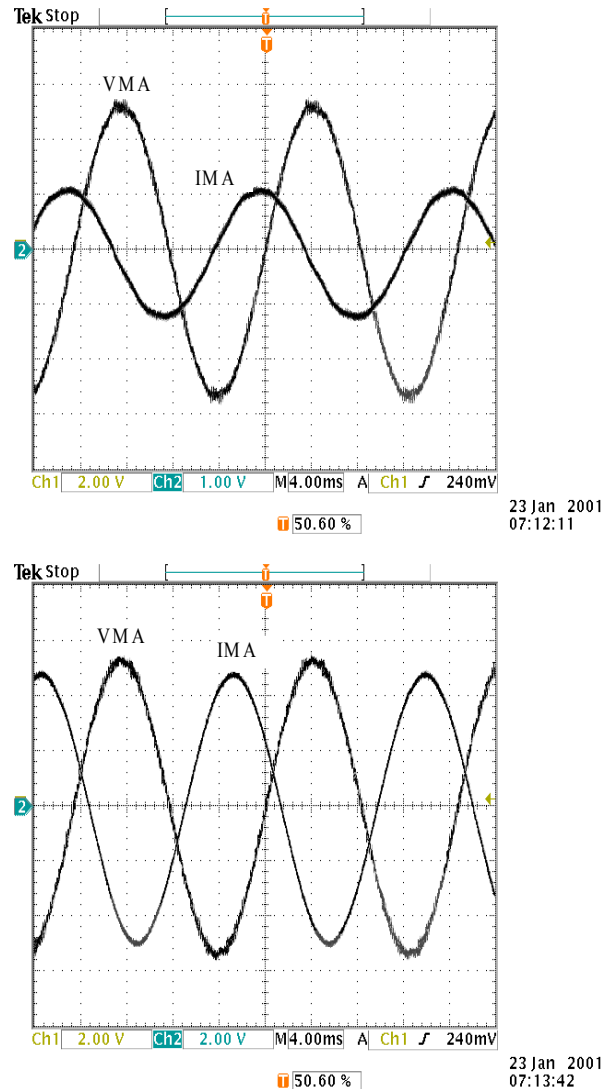 Tek Stop
T
T
VMA
IMA
2
Ch1 2.00 V Ch2 1.00 V M 4.00ms A Ch1 240mV
T 50.60 %
23 Jan 2001
07:12:11
Tek Stop
T
T
VMA IMA
2
Ch1 2.00 V Ch2 2.00 V M 4.00ms A Ch1 240mV
T 50.60 %
23 Jan 2001
07:13:42